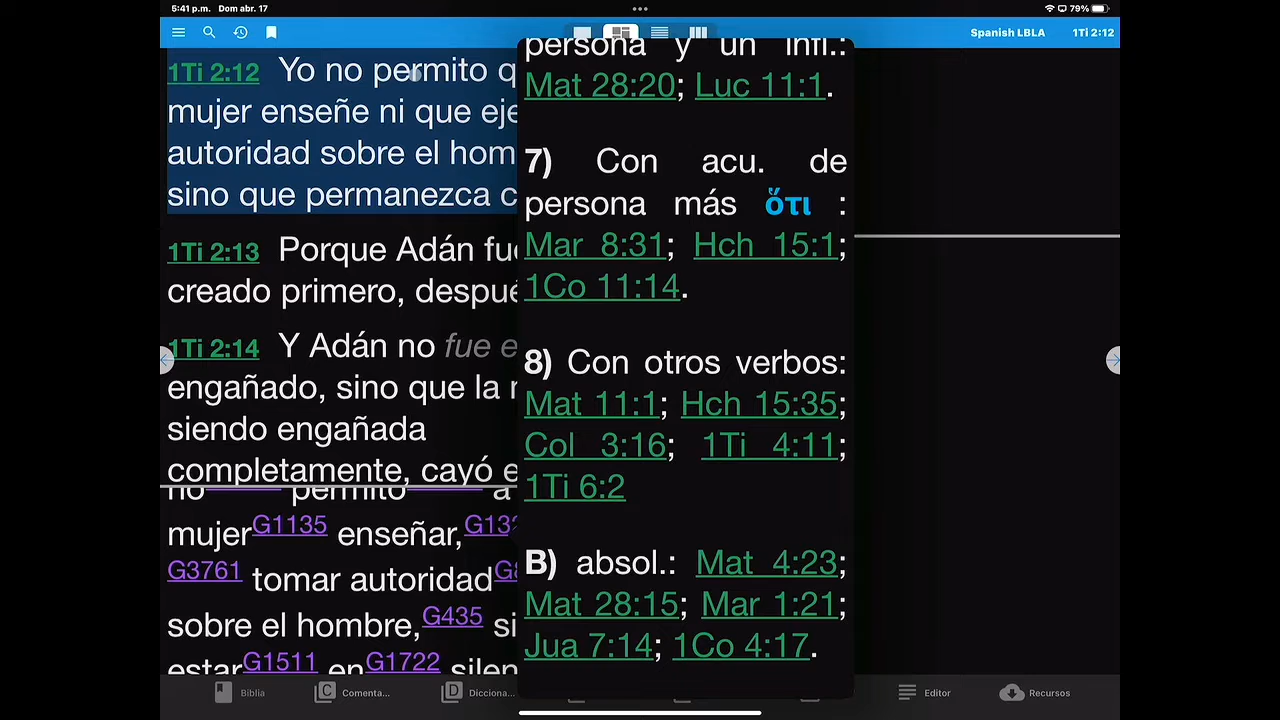 5:41 p.m. Dom abr. 17
79%
Spanish LBLA 1Ti 2:12
1Ti 2:12 Yo no permito q
mujer enseñe ni que eje
autoridad sobre el hom
sino que permanezca c
1Ti 2:13 Porque Adán fu
creado primero, despué
1Ti 2:14 Y Adán no fue e
engañado, sino que la
siendo engañada
completamente, cayó e
no permito a
mujerG1135 enseñar,G13
G3761 tomar autoridadG
sobre el hombre,G435 si
estarG1511 enG1722 silen
persona y un infi.:
Mat 28:20; Luc 11:1.
7) Con acu. de
persona más ὅτι :
Mar 8:31; Hch 15:1;
1Co 11:14.
8) Con otros verbos:
Mat 11:1; Hch 15:35;
Col 3:16; 1Ti 4:11;
1Ti 6:2
B) absol.: Mat 4:23;
Mat 28:15; Mar 1:21;
Jua 7:14; 1Co 4:17.
Biblia C Comenta... D Dicciona... Editor Recursos